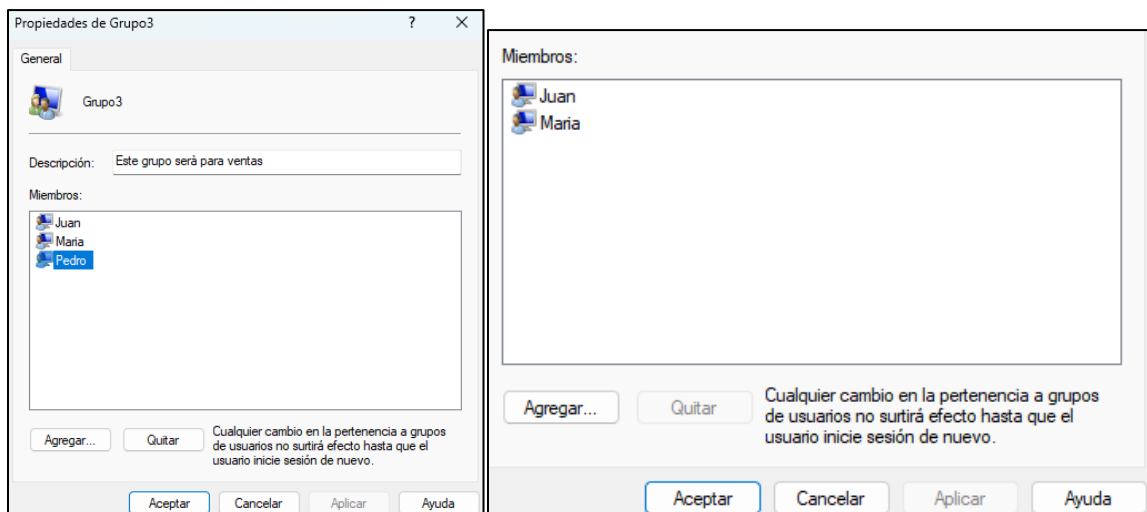 Propiedades de Grupo3
?
General
Grupo3
Descripción:
Este grupo serà para ventas
Miembros:
Juan
Maria
Pedro
Agregar...
Quitar
Cualquier cambio en la pertenencia a grupos
de usuarios no surtirá efecto hasta que el
usuario inicie sesión de nuevo.
Aceptar
Cancelar
Aplicar
Ayuda
Miembros:
Juan
Maria
Agregar...
Quitar
Cualquier cambio en la pertenencia a grupos
de usuarios no surtirá efecto hasta que el
usuario inicie sesión de nuevo.
Aceptar
Cancelar
Aplicar
Ayuda